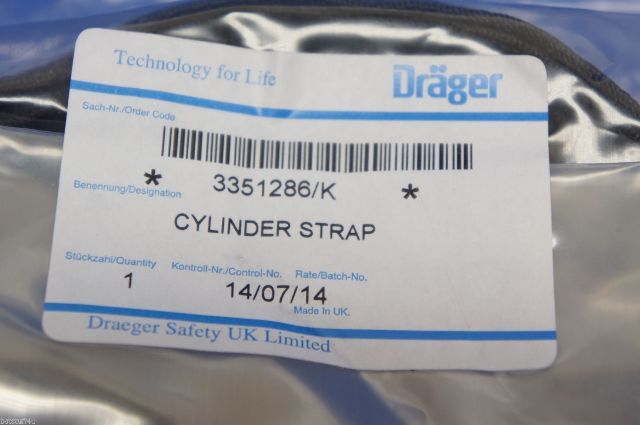 Technology for Life
Dräger
Sach-Nr./Order Code
* 3351286/K *
Benennung/Designation
CYLINDER STRAP
Stückzahl/Quantity Kontroll-Nr./Control-No. Rate/Batch-No.
1 14/07/14
Made In UK.
Draeger Safety UK Limited